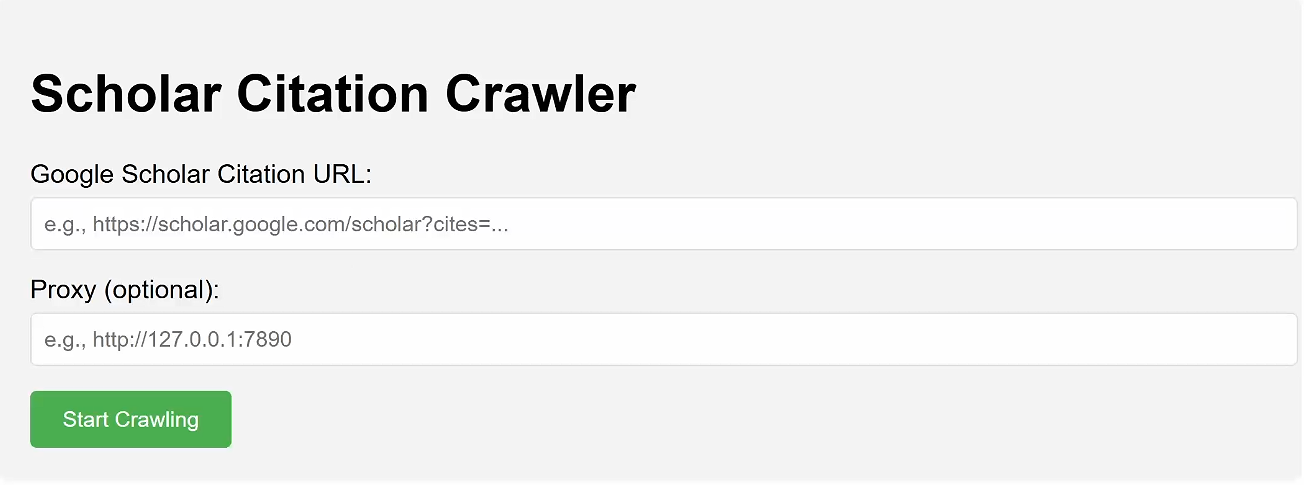 Scholar Citation Crawler
Google Scholar Citation URL:
e.g., https://scholar.google.com/scholar?cites=...
Proxy (optional):
e.g., http://127.0.0.1:7890
Start Crawling